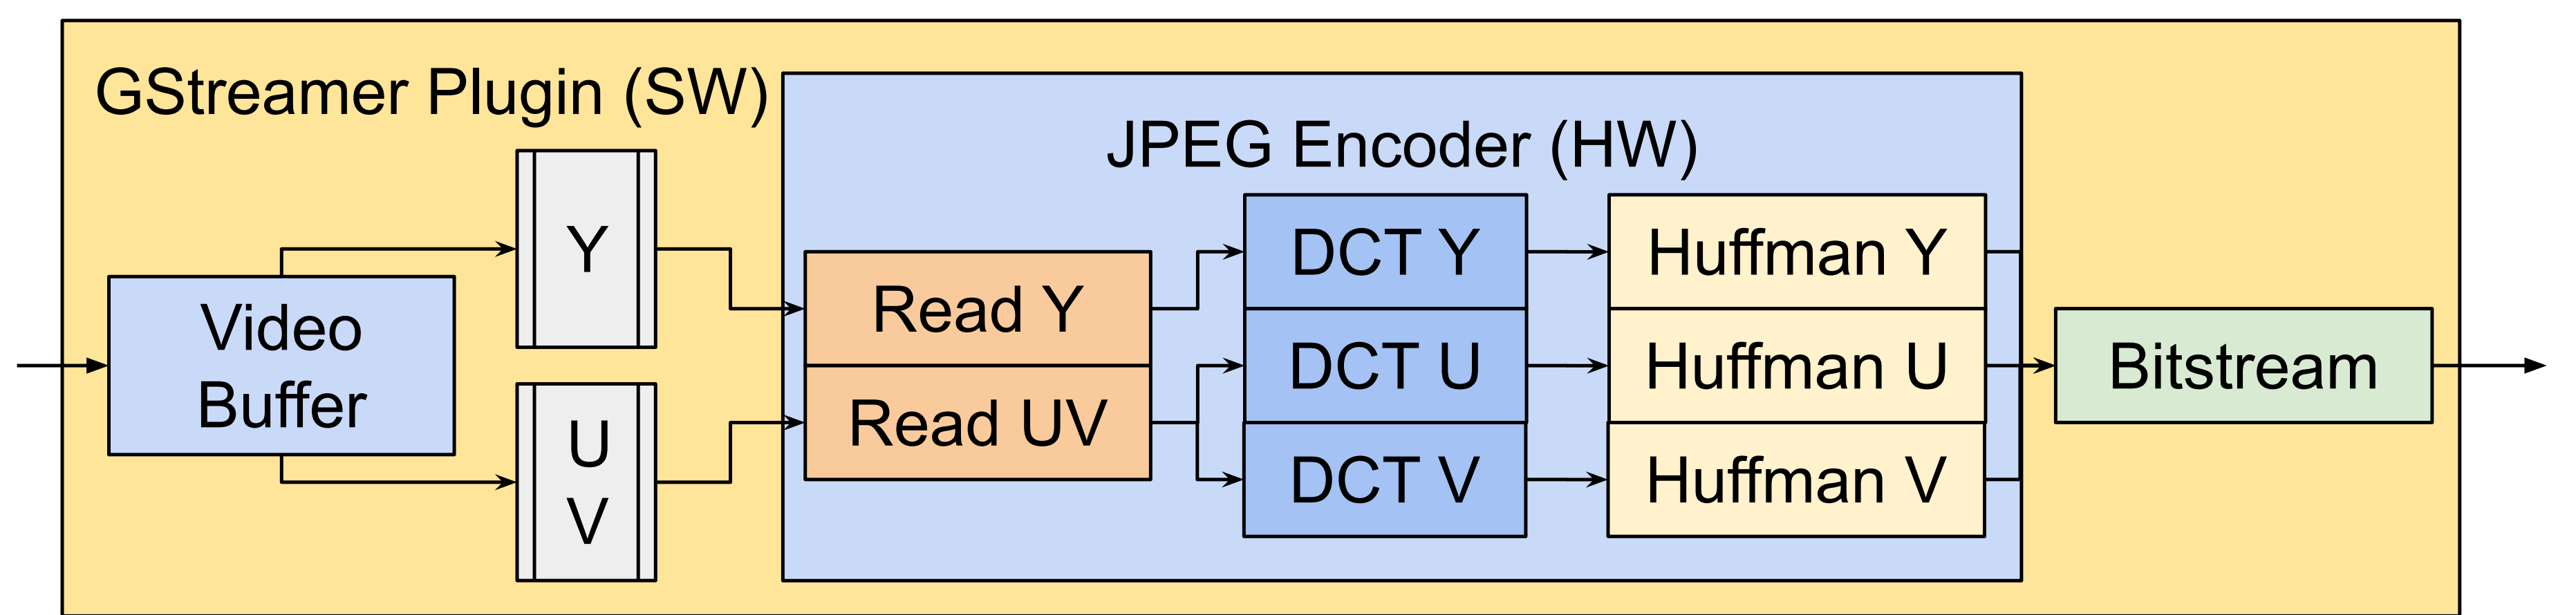 GStreamer Plugin (SW)
JPEG Encoder (HW)
Video
Buffer
Y
U
V
Read Y
Read UV
DCT Y
DCT U
DCT V
Huffman Y
Huffman U
Huffman V
Bitstream